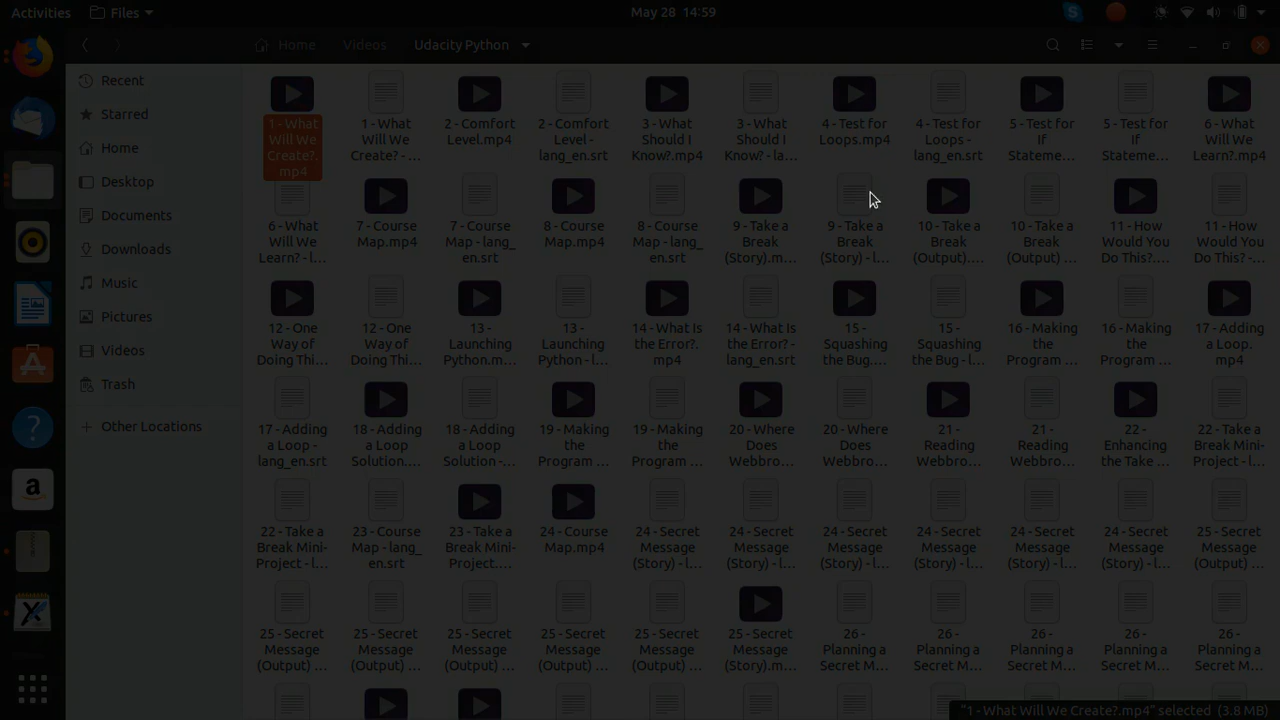 Activities
Files
May 28 14:59
Home
Videos
Udacity Python
Recent
Starred
Home
Desktop
Documents
Downloads
Music
Pictures
Videos
Trash
+ Other Locations
1 - What
Will We
Create?.
mp4
1 - What
Will We
Create? - ...
2 - Comfort
Level.mp4
2 - Comfort
Level -
lang_en.srt
3 - What
Should I
Know?.mp4
3 - What
Should I
Know? - la...
4 - Test for
Loops.mp4
4 - Test for
Loops -
lang_en.srt
5 - Test for
If
Stateme...
5 - Test for
If
Stateme...
6 - What
Will We
Learn?.mp4
6 - What
Will We
Learn? - l...
7 - Course
Map.mp4
7 - Course
Map - lang_
en.srt
8 - Course
Map.mp4
8 - Course
Map - lang_
en.srt
9 - Take a
Break
(Story).m...
9 - Take a
Break
(Story) - l...
10 - Take a
Break
(Output)....
10 - Take a
Break
(Output) ...
11 - How
Would You
Do This?....
11 - How
Would You
Do This? -...
12 - One
Way of
Doing Thi...
12 - One
Way of
Doing Thi...
13 -
Launching
Python.m...
13 -
Launching
Python - l...
14 - What Is
the Error?.
mp4
14 - What Is
the Error? -
lang_en.srt
15 -
Squashing
the Bug....
15 -
Squashing
the Bug - l...
16 - Making
the
Program ...
16 - Making
the
Program ...
17 - Adding
a Loop.
mp4
17 - Adding
a Loop -
lang_en.srt
18 - Adding
a Loop
Solution....
18 - Adding
a Loop
Solution -...
19 - Making
the
Program ...
19 - Making
the
Program ...
20 - Where
Does
Webbro...
20 - Where
Does
Webbro...
21 -
Reading
Webbro...
21 -
Reading
Webbro...
22 -
Enhancing
the Take ...
22 - Take a
Break Mini-
Project - l...
22 - Take a
Break Mini-
Project - l...
23 - Course
Map - lang_
en.srt
23 - Take a
Break Mini-
Project....
24 - Course
Map.mp4
24 - Secret
Message
(Story) - l...
24 - Secret
Message
(Story) - l...
24 - Secret
Message
(Story) - l...
24 - Secret
Message
(Story) - l...
24 - Secret
Message
(Story) - l...
24 - Secret
Message
(Story) - l...
25 - Secret
Message
(Output) ...
25 - Secret
Message
(Output) ...
25 - Secret
Message
(Output) ...
25 - Secret
Message
(Output) ...
25 - Secret
Message
(Output) ...
25 - Secret
Message
(Output) ...
25 - Secret
Message
(Story).m...
26 -
Planning a
Secret M...
26 -
Planning a
Secret M...
26 -
Planning a
Secret M...
26 -
Planning a
Secret M...
26 -
Planning a
Secret M...
"1 - What Will We Create?.mp4" selected (3.8 MB)